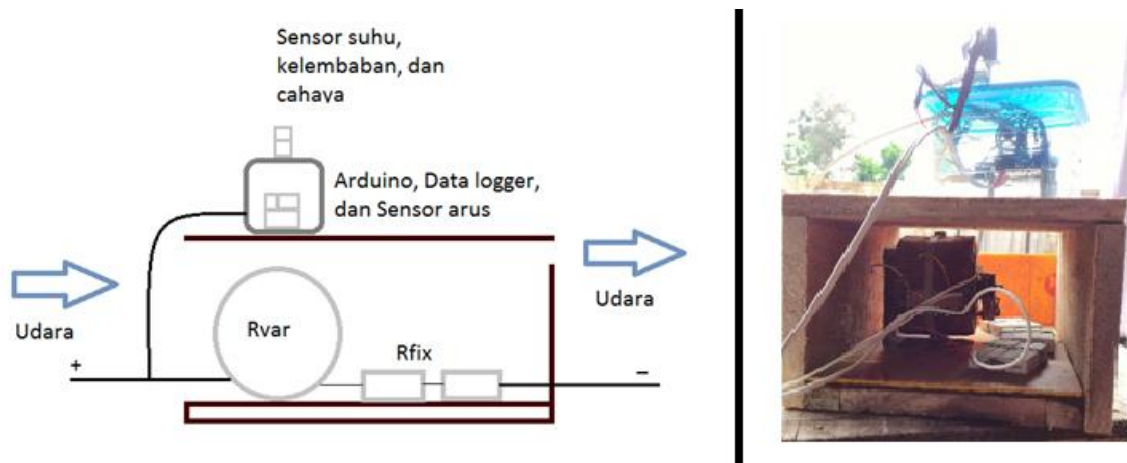 Sensor suhu,
kelembaban, dan
cahaya
Arduino, Data logger,
dan Sensor arus
Udara
Udara
Rvar
Rfix
+
–